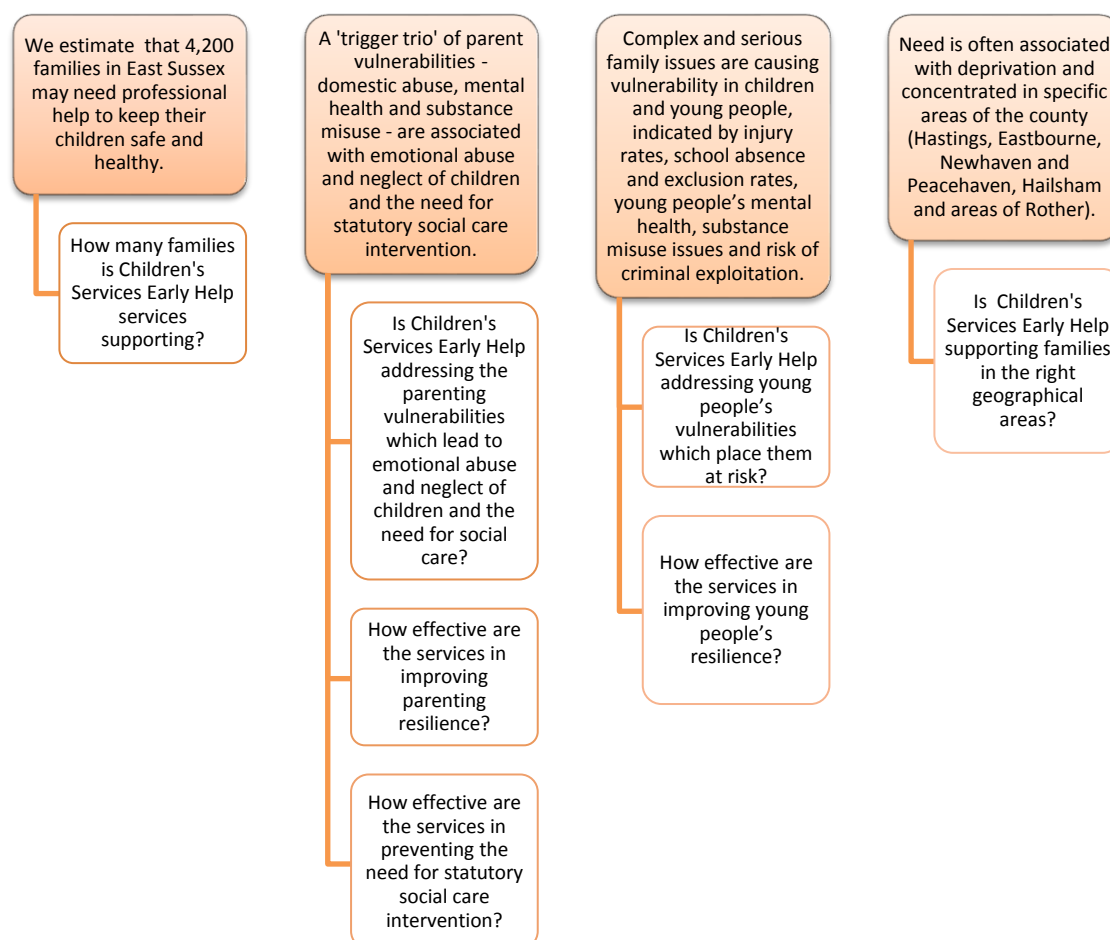 We estimate  that 4,200
families in East Sussex
may need professional
help to keep their
children safe and
healthy.
How many families
is Children's
Services Early Help
services
supporting?
A 'trigger trio' of parent
vulnerabilities -
domestic abuse, mental
health and substance
misuse - are associated
with emotional abuse
and neglect of children
and the need for
statutory social care
intervention.
Is Children's
Services Early Help
addressing the
parenting
vulnerabilities
which lead to
emotional abuse
and neglect of
children and the
need for social
care?
How effective are
the services in
improving
parenting
resilience?
How effective are
the services in
preventing the
need for statutory
social care
intervention?
Complex and serious
family issues are causing
vulnerability in children
and young people,
indicated by injury
rates, school absence
and exclusion rates,
young people’s mental
health, substance
misuse issues and risk of
criminal exploitation.
Is Children's
Services Early Help
addressing young
people’s
vulnerabilities
which place them
at risk?
How effective are
the services in
improving young
people’s
resilience?
Need is often associated
with deprivation and
concentrated in specific
areas of the county
(Hastings, Eastbourne,
Newhaven and
Peacehaven, Hailsham
and areas of Rother).
Is  Children's
Services Early Help
supporting families
in the right
geographical
areas?